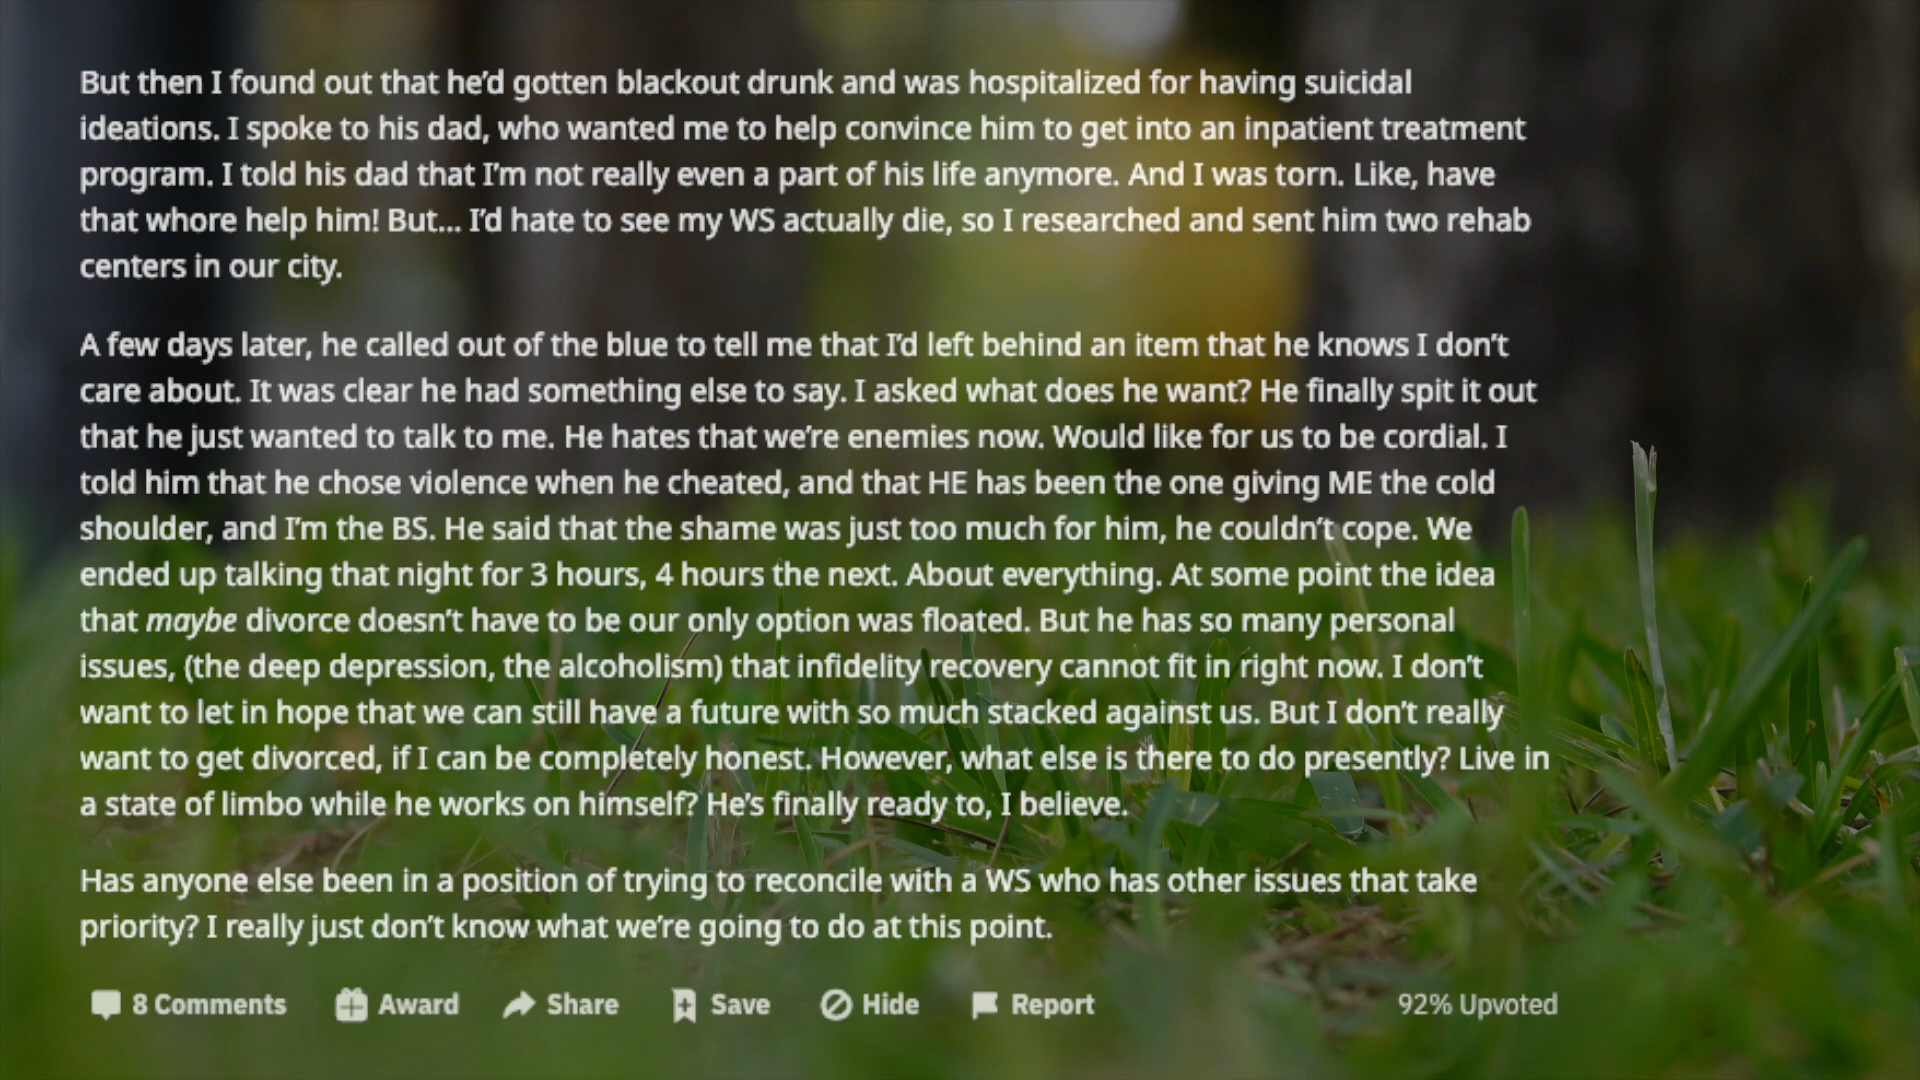 But then I found out that he’d gotten blackout drunk and was hospitalized for having suicidal
ideations. I spoke to his dad, who wanted me to help convince him to get into an inpatient treatment
program. I told his dad that I’m not really even a part of his life anymore. And I was torn. Like, have
that whore help him! But... I’d hate to see my WS actually die, so I researched and sent him two rehab
centers in our city.
A few days later, he called out of the blue to tell me that I’d left behind an item that he knows I don’t
care about. It was clear he had something else to say. I asked what does he want? He finally spit it out
that he just wanted to talk to me. He hates that we’re enemies now. Would like for us to be cordial. I
told him that he chose violence when he cheated, and that HE has been the one giving ME the cold
shoulder, and I’m the BS. He said that the shame was just too much for him, he couldn’t cope. We
ended up talking that night for 3 hours, 4 hours the next. About everything. At some point the idea
that maybe divorce doesn’t have to be our only option was floated. But he has so many personal
issues, (the deep depression, the alcoholism) that infidelity recovery cannot fit in right now. I don’t
want to let in hope that we can still have a future with so much stacked against us. But I don’t really
want to get divorced, if I can be completely honest. However, what else is there to do presently? Live in
a state of limbo while he works on himself? He’s finally ready to, I believe.
Has anyone else been in a position of trying to reconcile with a WS who has other issues that take
priority? I really just don’t know what we’re going to do at this point.
8 Comments Award Share Save Hide Report 92% Upvoted